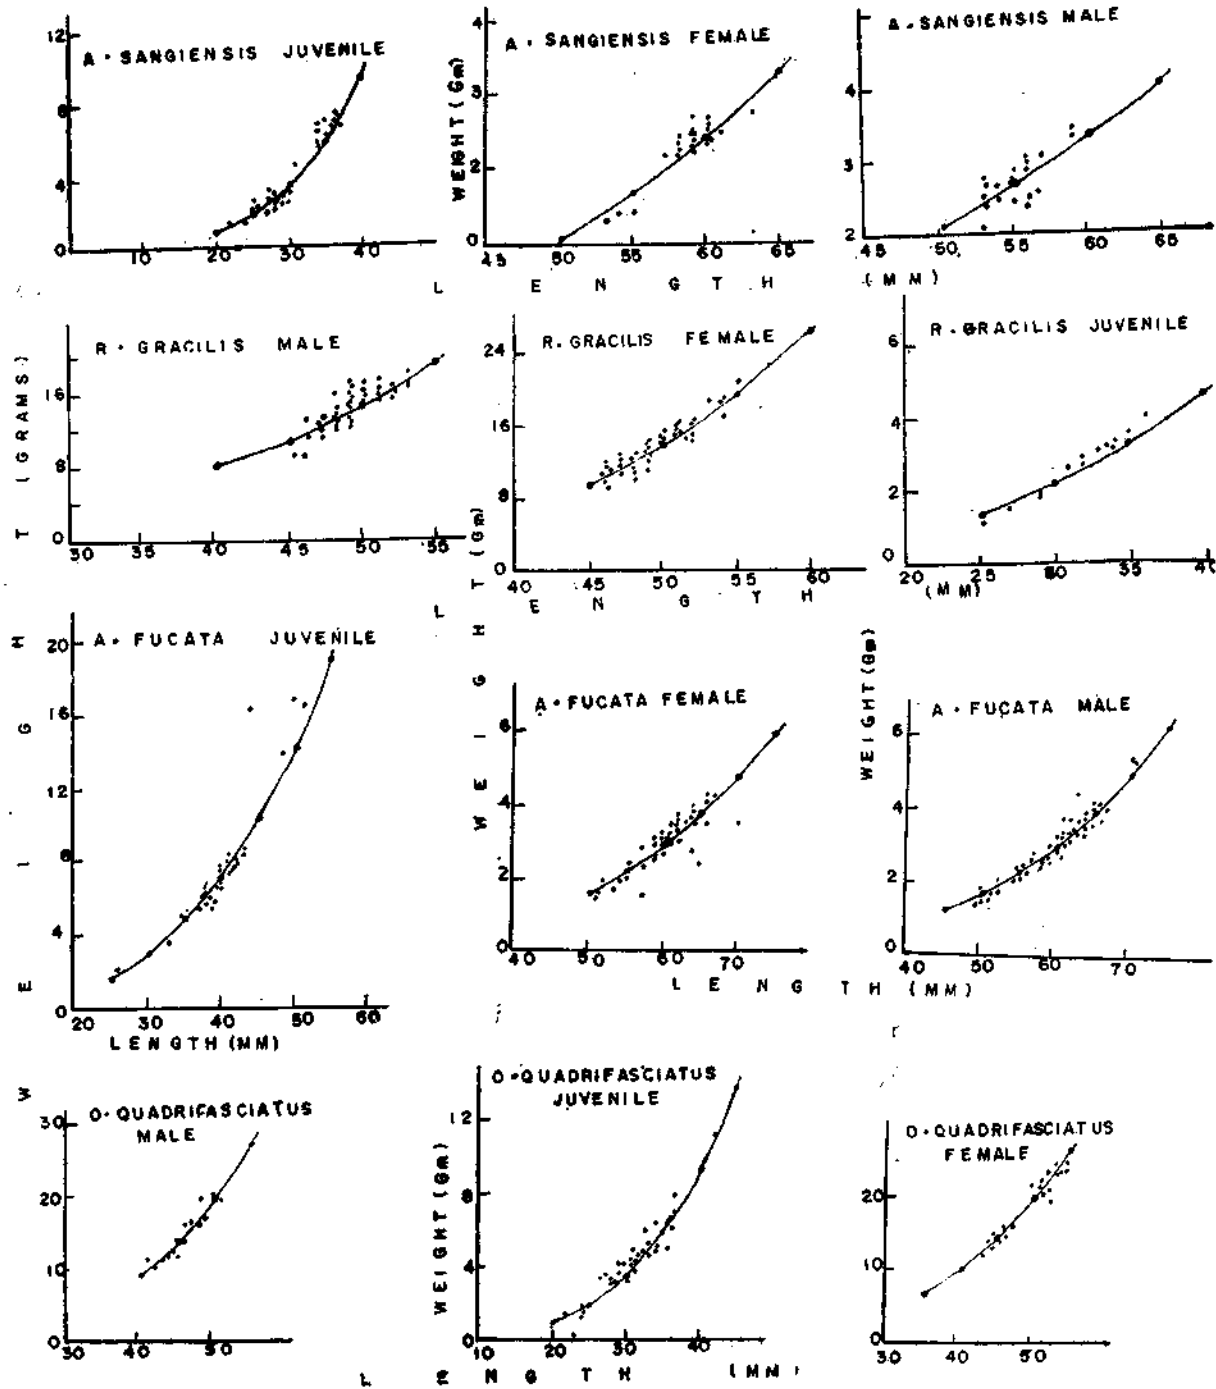 A. SANGIENSIS JUVENILE
12
8
4
0
10 20 30 40
A. SANGIENSIS FEMALE
WEIGHT (Gm)
4
3
2
0
45 50 55 60 65
A. SANGIENSIS MALE
4
3
2
45 50 55 60 65
L E N G T H (MM)
R. GRACILIS MALE
16
8
0
30 35 40 45 50 55
R. GRACILIS FEMALE
24
16
8
0
40 45 50 55 60
R. GRACILIS JUVENILE
6
4
2
0
20 25 30 35 40
L E N G T H (MM)
W E I G H T (GRAMS)
A. FUCATA JUVENILE
20
16
12
8
4
0
20 30 40 50 60
LENGTH (MM)
W E I G H T (Gm)
A. FUCATA FEMALE
6
4
2
0
40 50 60 70
WEIGHT (Gm)
A. FUCATA MALE
6
4
2
0
40 50 60 70
L E N G T H (MM)
O. QUADRIFASCIATUS
MALE
30
20
10
0
30 40 50
O. QUADRIFASCIATUS
JUVENILE
WEIGHT (Gm)
12
8
4
0
10 20 30 40
O. QUADRIFASCIATUS
FEMALE
20
10
0
30 40 50
L E N G T H (MM)